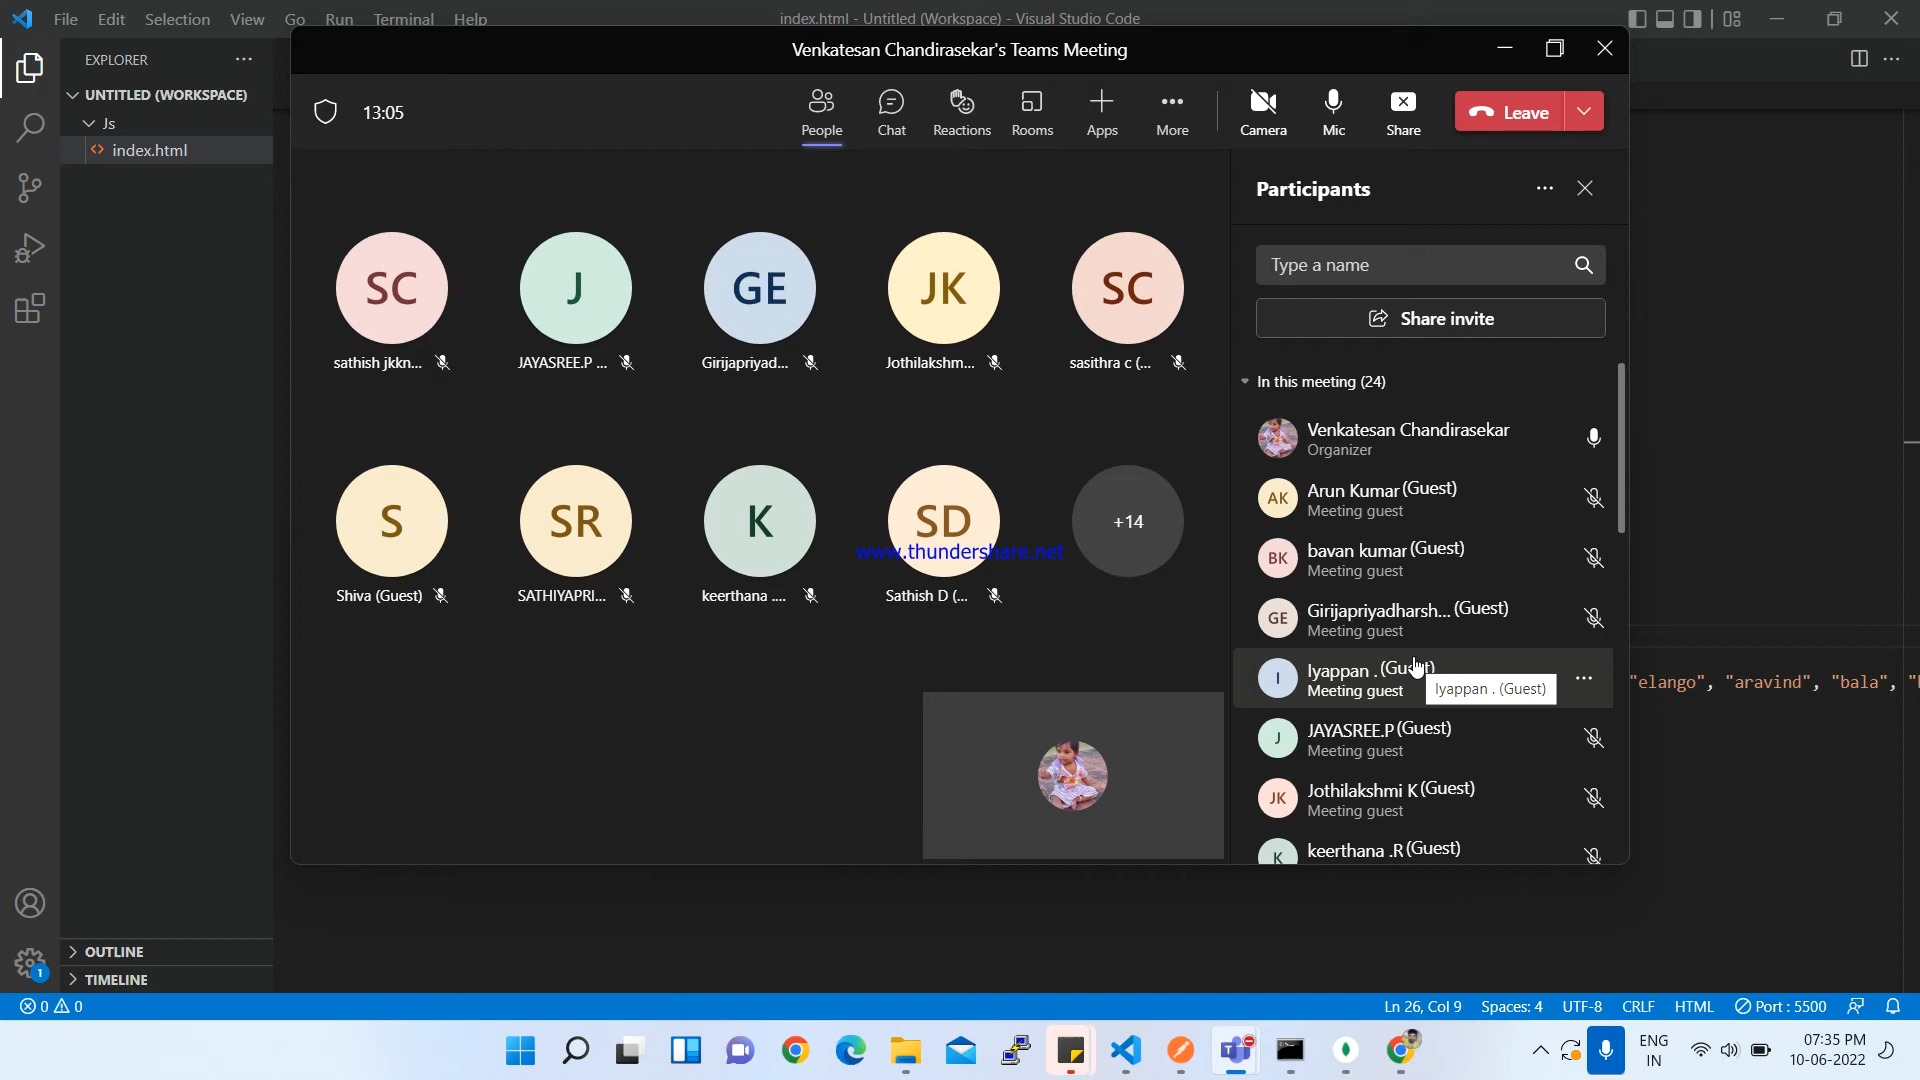 File Edit Selection View Go Run Terminal Help
index.html - Untitled (Workspace) - Visual Studio Code
EXPLORER
UNTITLED (WORKSPACE)
Js
index.html
OUTLINE
TIMELINE
Venkatesan Chandirasekar's Teams Meeting
13:05
People
Chat
Reactions
Rooms
Apps
More
Camera
Mic
Share
Leave
SC
sathish jkkn...
J
JAYASREE.P ...
GE
Girijapriyad...
JK
Jothilakshm...
SC
sasithra c (...
S
Shiva (Guest)
SR
SATHIYAPRI...
K
keerthana ....
SD
Sathish D (...
+14
www.thundershare.net
Participants
Type a name
Share invite
In this meeting (24)
Venkatesan Chandirasekar
Organizer
AK
Arun Kumar (Guest)
Meeting guest
BK
bavan kumar (Guest)
Meeting guest
GE
Girijapriyadharsh... (Guest)
Meeting guest
I
Iyappan . (Guest)
Meeting guest
Iyappan . (Guest)
J
JAYASREE.P (Guest)
Meeting guest
JK
Jothilakshmi K (Guest)
Meeting guest
K
keerthana .R (Guest)
"elango", "aravind", "bala", "
1
0 0
Ln 26, Col 9 Spaces: 4 UTF-8 CRLF HTML Port : 5500
ENG
IN
07:35 PM
10-06-2022